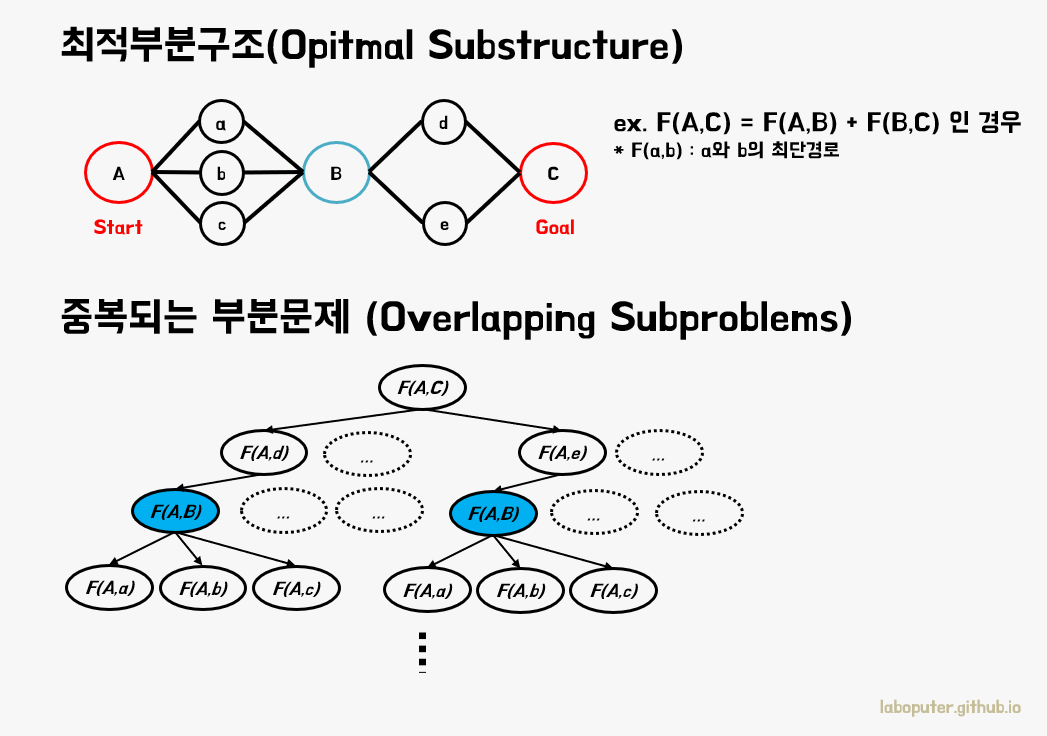 최적부분구조(Opitmal Substructure)
ex. F(A,C) = F(A,B) + F(B,C) 인 경우
* F(a,b) : a와 b의 최단경로
a
d
A
b
B
C
c
e
Start
Goal
중복되는 부분문제 (Overlapping Subproblems)
F(A,C)
F(A,d)
...
F(A,e)
...
F(A,B)
...
...
F(A,B)
...
...
F(A,a)
F(A,b)
F(A,c)
F(A,a)
F(A,b)
F(A,c)
laboputer.github.io